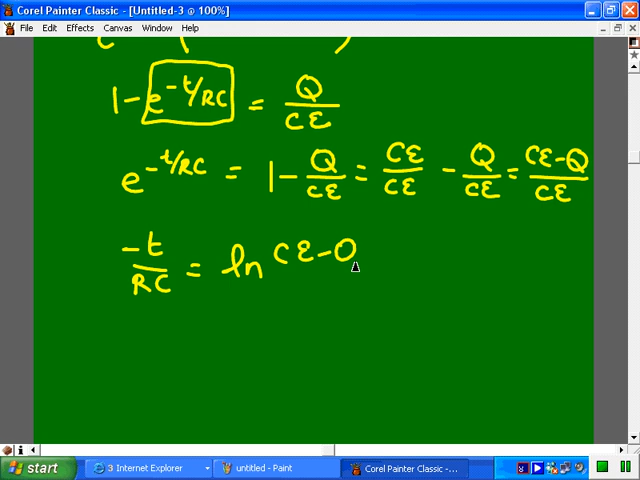 Corel Painter Classic - [Untitled-3 @ 100%]
File Edit Effects Canvas Window Help
1 - e^{-t/RC} = Q/CE
e^{-t/RC} = 1 - Q/CE = CE/CE - Q/CE = CE-Q/CE
-t/RC = ln CE-O
start 3 Internet Explorer untitled - Paint Corel Painter Classic -...